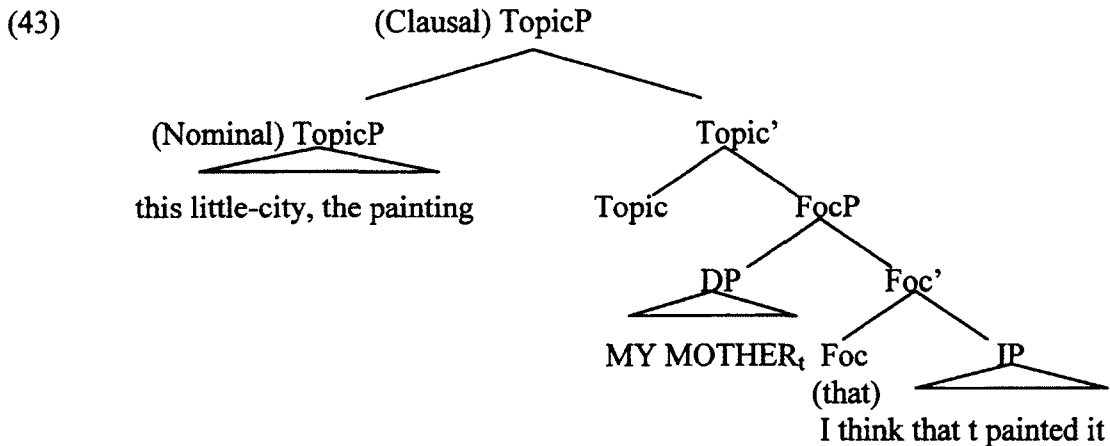 (43) (Clausal) TopicP
(Nominal) TopicP Topic’
this little-city, the painting Topic FocP
DP Foc’
MY MOTHERₜ Foc IP
(that)
I think that t painted it